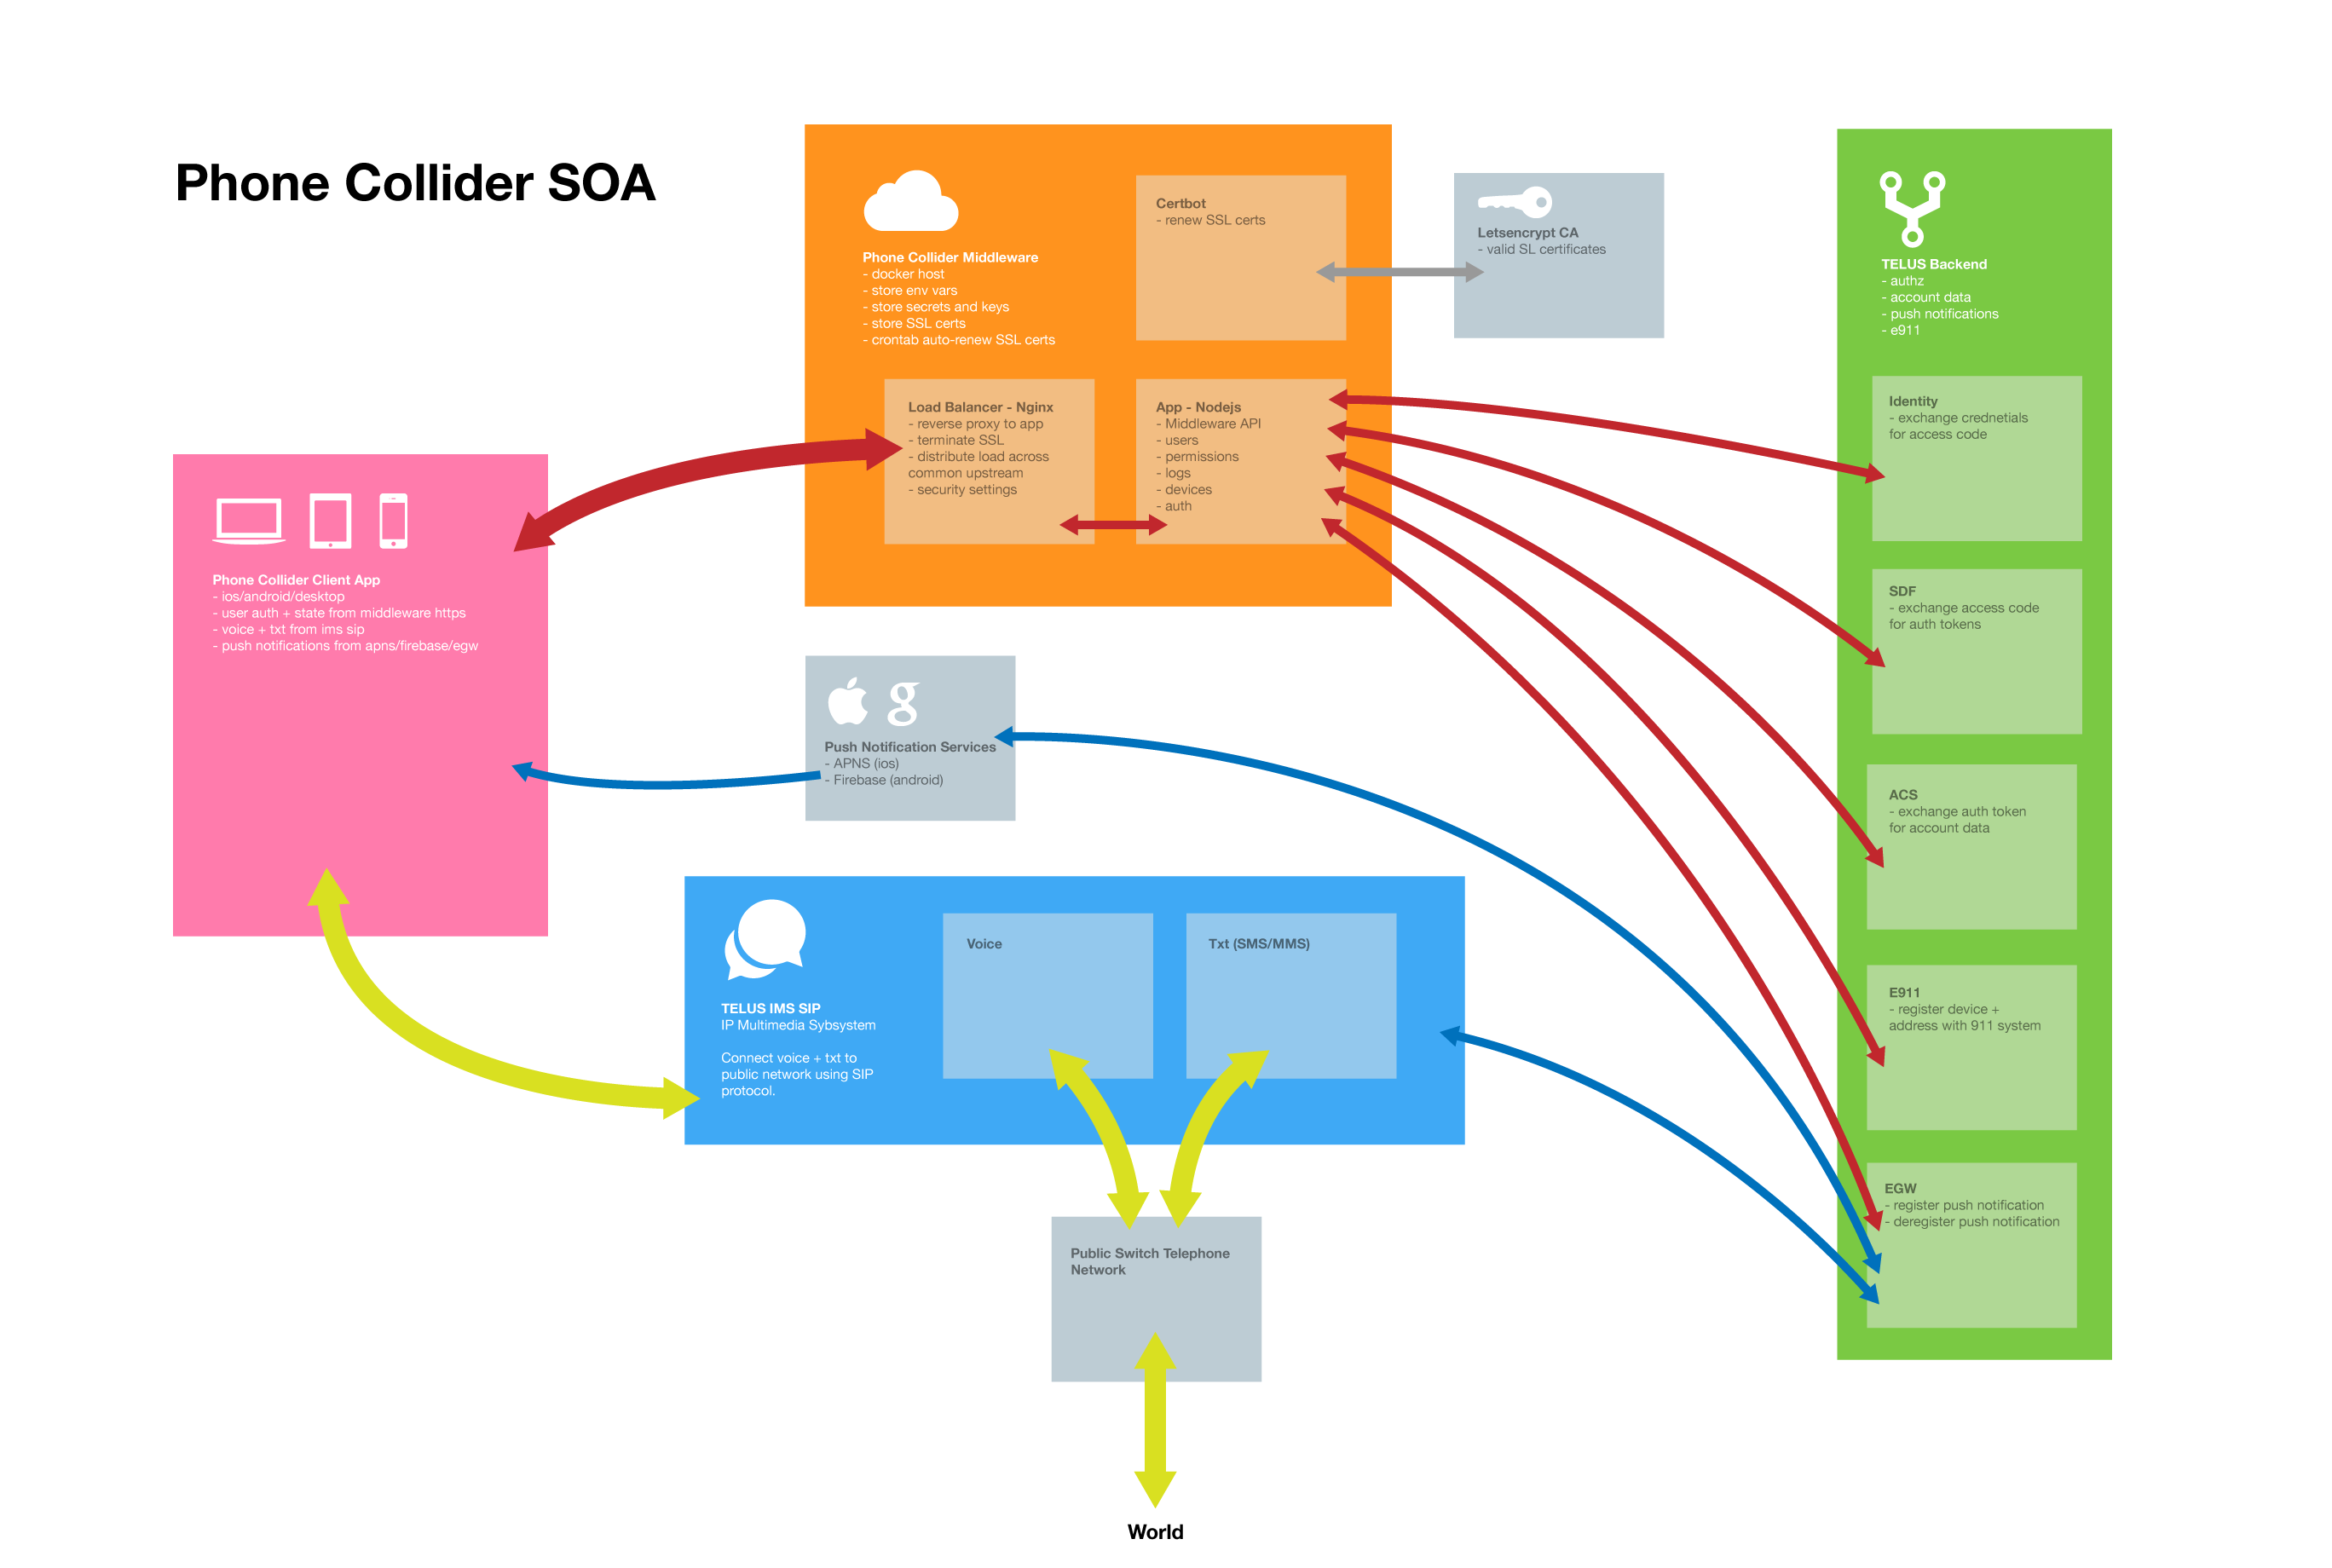 Phone Collider SOA
Phone Collider Middleware
- docker host
- store env vars
- store secrets and keys
- store SSL certs
- crontab auto-renew SSL certs
Certbot
- renew SSL certs
Letsencrypt CA
- valid SL certificates
TELUS Backend
- authz
- account data
- push notifications
- e911
Load Balancer - Nginx
- reverse proxy to app
- terminate SSL
- distribute load across
common upstream
- security settings
App - Nodejs
- Middleware API
- users
- permissions
- logs
- devices
- auth
Identity
- exchange crednetials
for access code
Phone Collider Client App
- ios/android/desktop
- user auth + state from middleware https
- voice + txt from ims sip
- push notifications from apns/firebase/egw
SDF
- exchange access code
for auth tokens
g
Push Notification Services
- APNS (ios)
- Firebase (android)
ACS
- exchange auth token
for account data
TELUS IMS SIP
IP Multimedia Sybsystem
Connect voice + txt to
public network using SIP
protocol.
Voice
Txt (SMS/MMS)
E911
- register device +
address with 911 system
EGW
- register push notification
- deregister push notification
Public Switch Telephone
Network
World